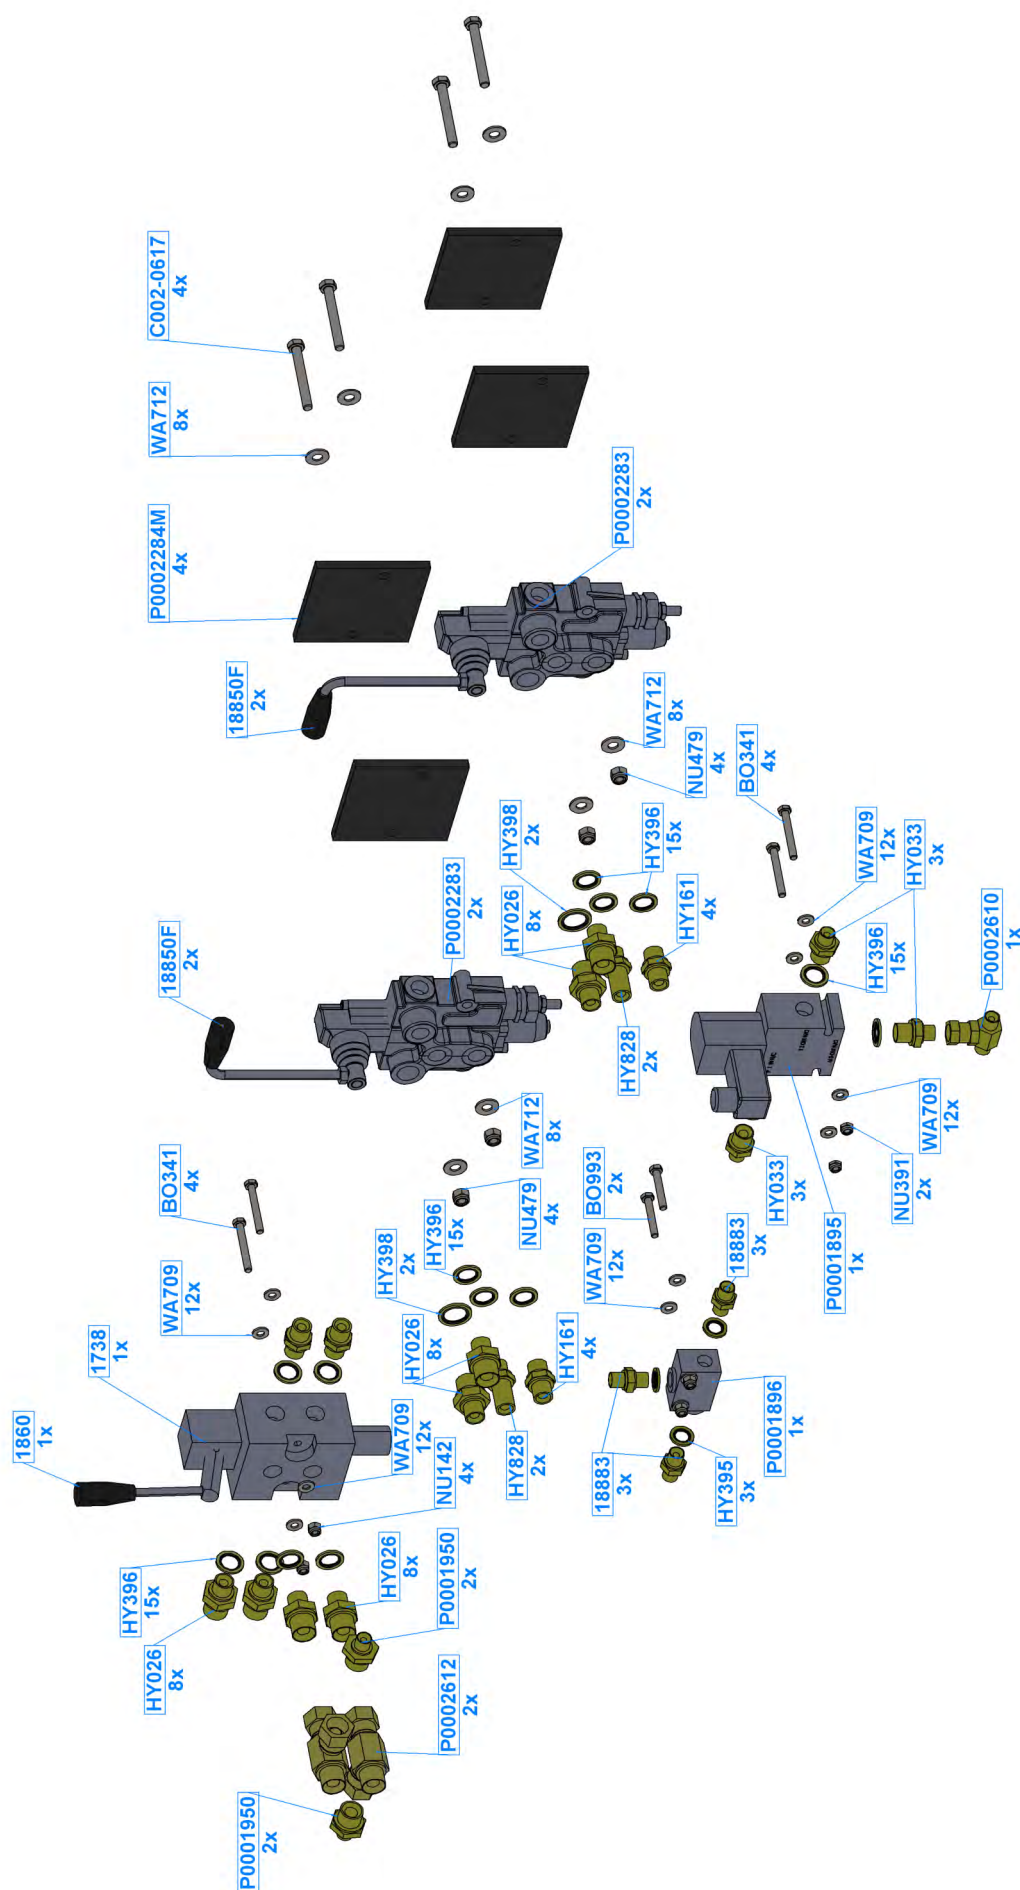 1860
1x
1738
1x
HY396
15x
HY026
8x
WA709
12x
BO341
4x
P0002284M
4x
WA712
8x
C002-0617
4x
18850F
2x
18850F
2x
P0001950
2x
P0002612
2x
P0001950
2x
HY026
8x
NU142
4x
WA709
12x
HY026
8x
HY398
2x
HY396
15x
P0002283
2x
HY828
2x
HY161
4x
NU479
4x
WA712
8x
HY026
8x
HY398
2x
P0002283
2x
18883
3x
WA709
12x
BO993
2x
HY828
2x
HY161
4x
HY396
15x
NU479
4x
WA712
8x
HY395
3x
P0001896
1x
18883
3x
HY033
3x
BO341
4x
P0001895
1x
NU391
2x
WA709
12x
HY396
15x
WA709
12x
HY033
3x
P0002610
1x